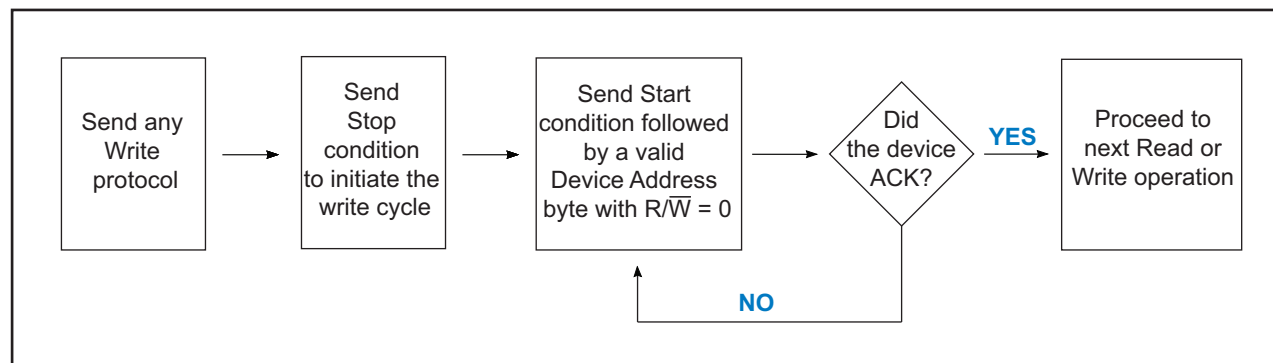 Send any
Write
protocol
Send
Stop
condition
to initiate the
write cycle
Send Start
condition followed
by a valid
Device Address
byte with R/W̅ = 0
Did
the device
ACK?
YES
Proceed to
next Read or
Write operation
NO